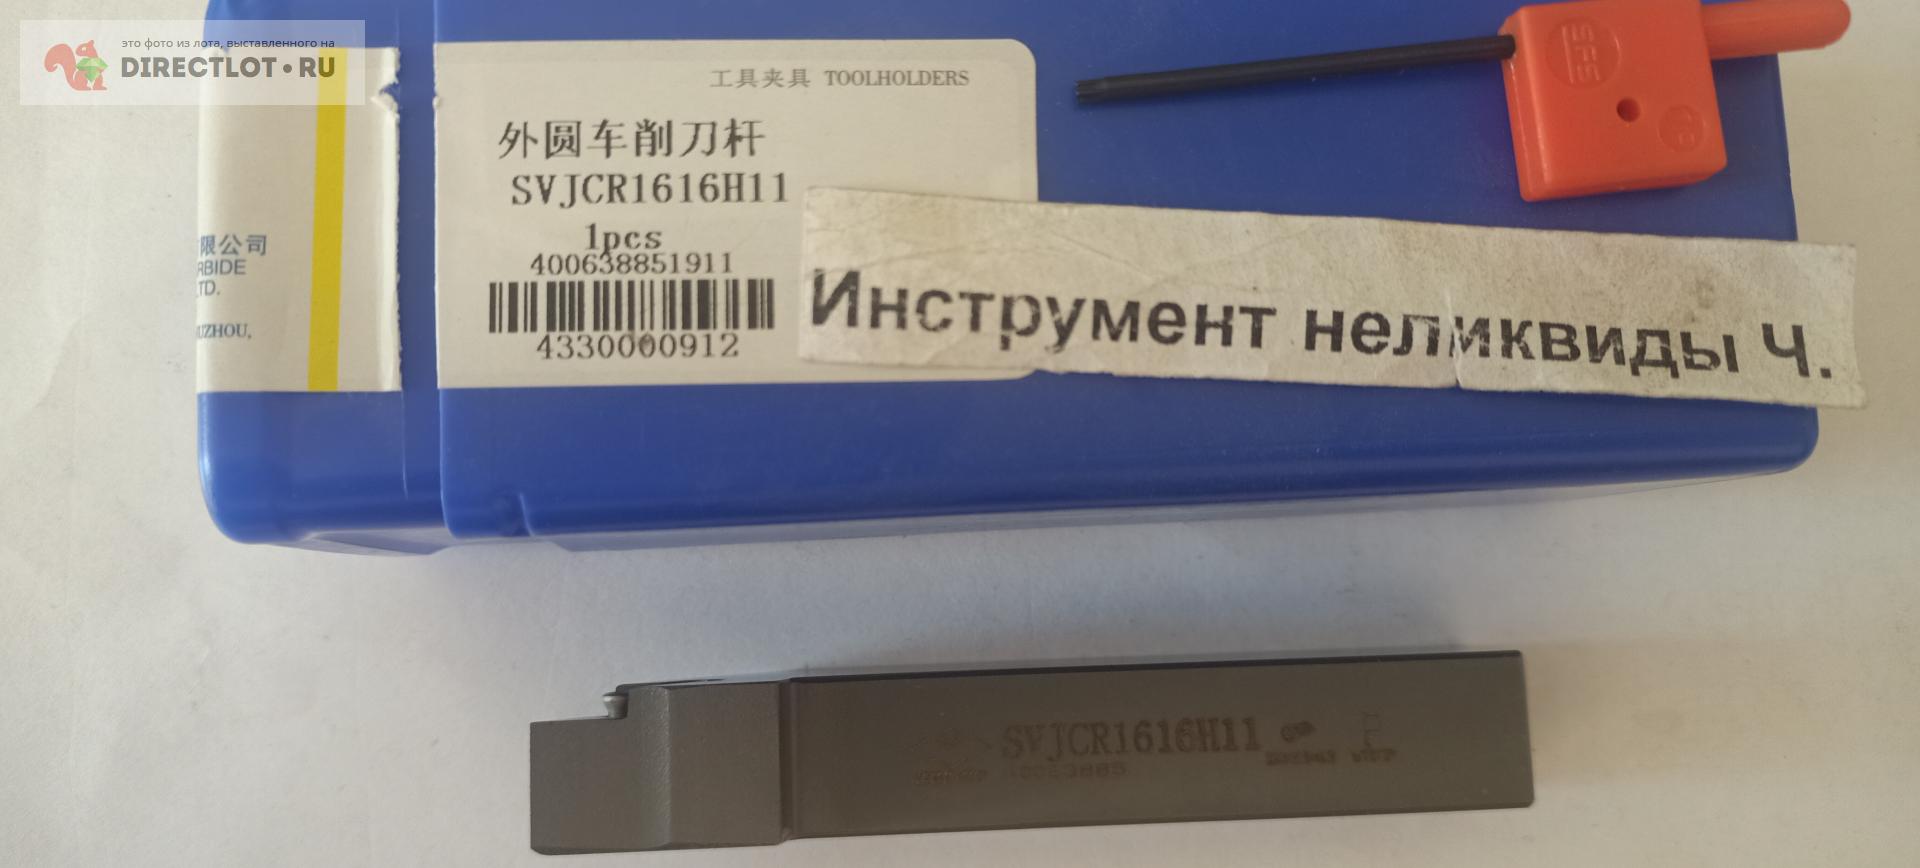 это фото из лота, выставленного на
DIRECTLOT•RU
工具夹具 TOOLHOLDERS
外圆车削刀杆
SVJCR1616H11
1pcs
400638851911
4330000912
限公司
RBIDE
LTD.
UZHOU,
Инструмент неликвиды Ч.
SVJCR1616H11